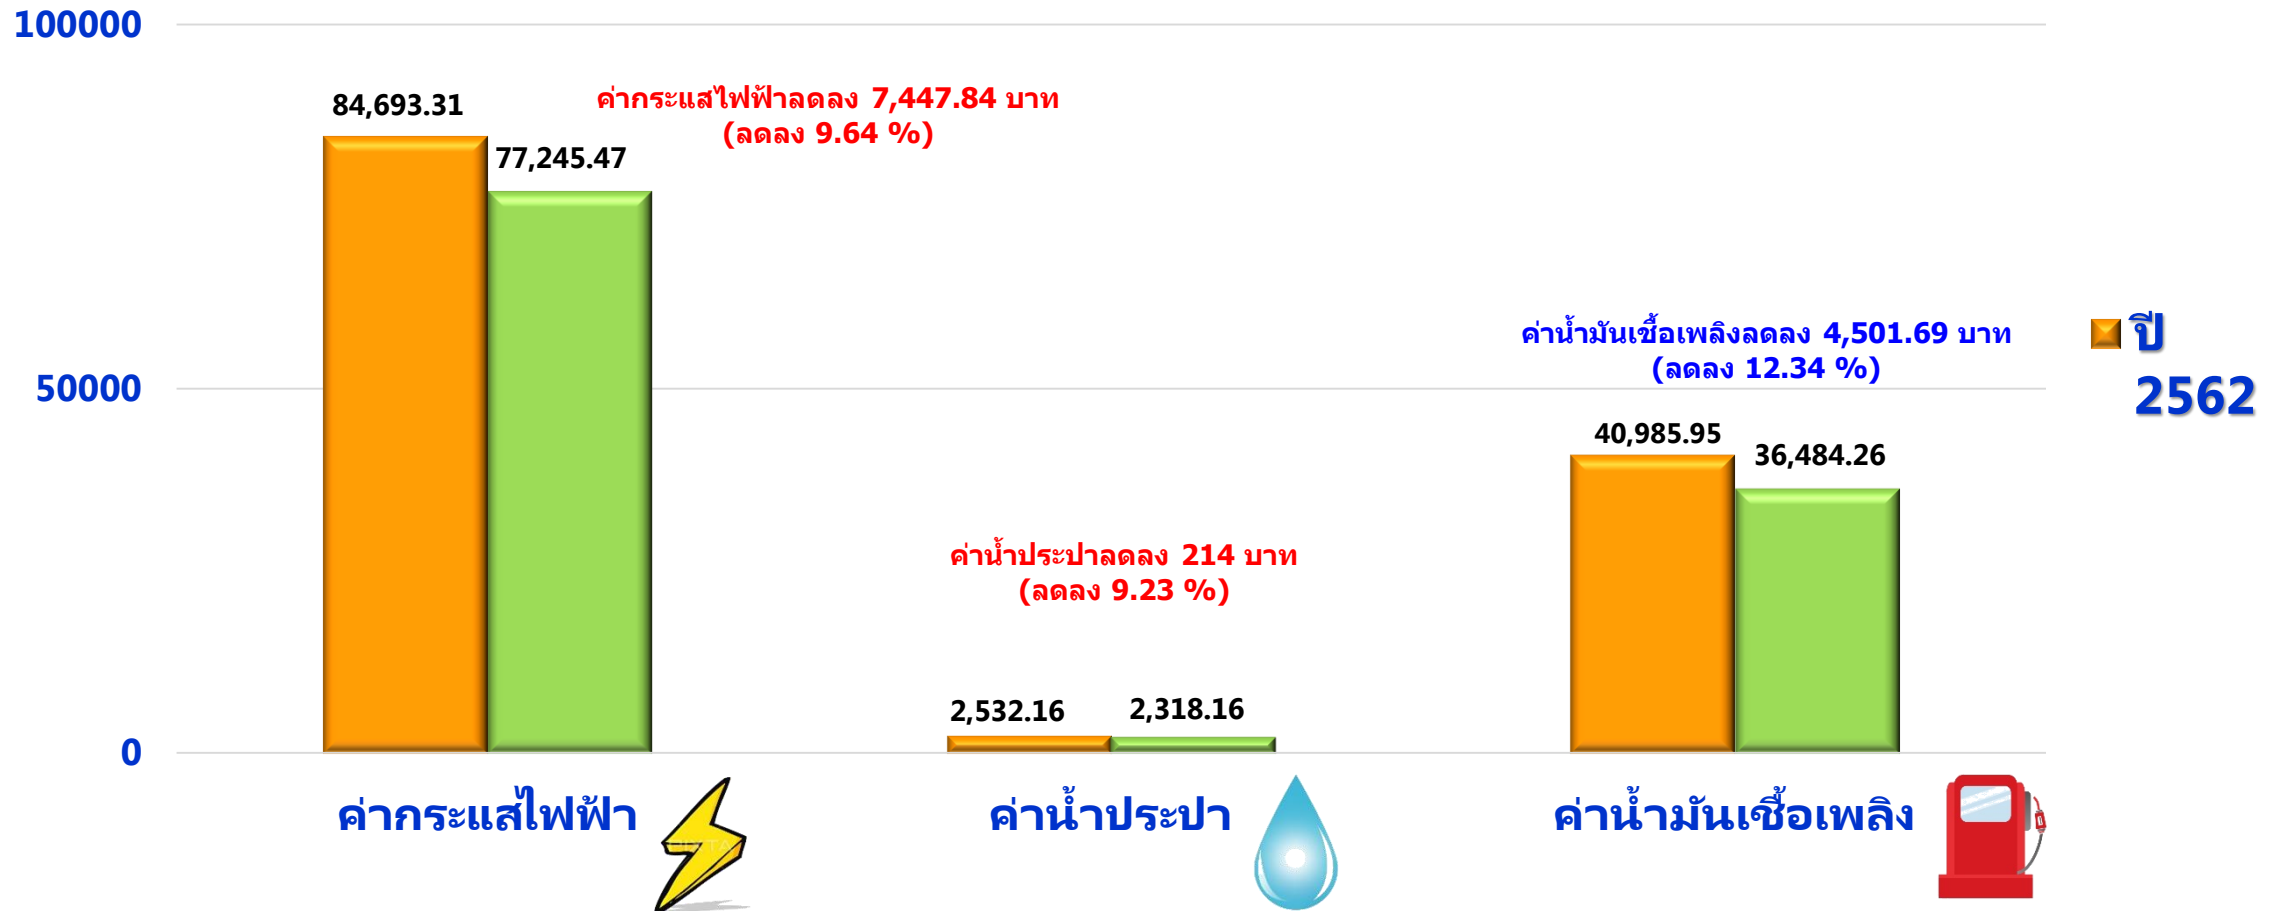 100000
84,693.31
ค่ากระแสไฟฟ้าลดลง 7,447.84 บาท
(ลดลง 9.64 %)
77,245.47
ค่าน้ำมันเชื้อเพลิงลดลง 4,501.69 บาท
(ลดลง 12.34 %)
ปี
2562
50000
40,985.95
36,484.26
ค่าน้ำประปาลดลง 214 บาท
(ลดลง 9.23 %)
2,532.16
2,318.16
0
ค่ากระแสไฟฟ้า
ค่าน้ำประปา
ค่าน้ำมันเชื้อเพลิง